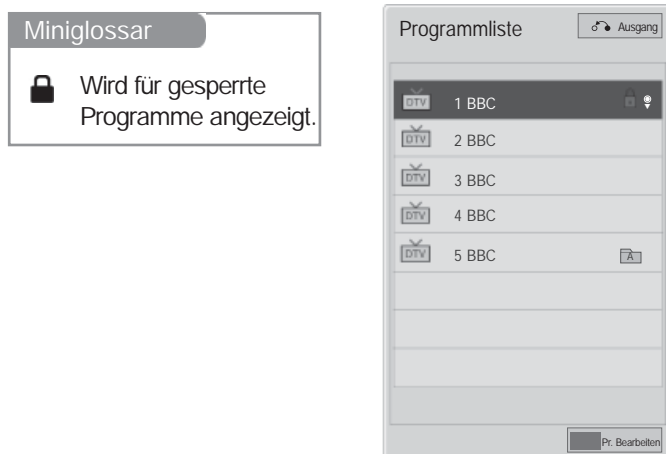 Miniglossar
Wird für gesperrte
Programme angezeigt.
Programmliste
Ausgang
DTV 1 BBC
DTV 2 BBC
DTV 3 BBC
DTV 4 BBC
DTV 5 BBC A
Pr. Bearbeiten